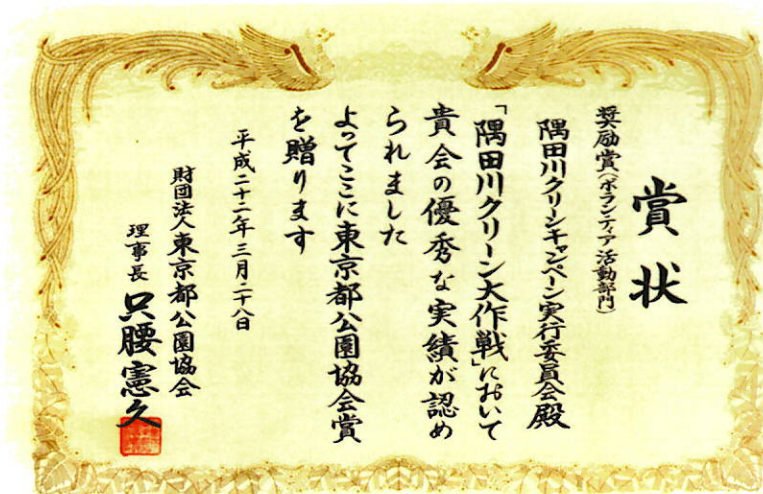 賞状
奨励賞(ボランティア活動部門)
隅田川クリーンキャンペーン実行委員会殿
「隅田川クリーン大作戦」において
貴会の優秀な実績が認め
られました
よってここに東京都公園協会賞
を贈ります
平成二十二年三月二十八日
財団法人東京都公園協会
理事長 只腰憲久